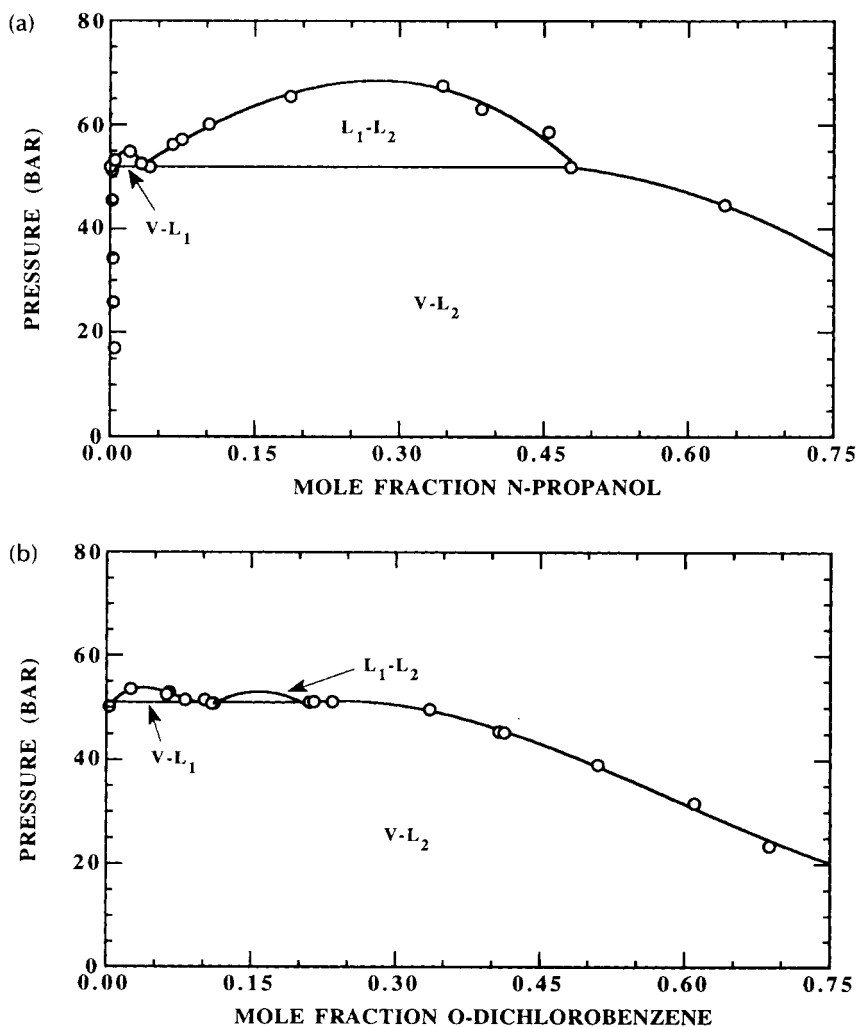 (a)
80
60
40
20
0
PRESSURE (BAR)
L1-L2
V-L1
V-L2
0.00 0.15 0.30 0.45 0.60 0.75
MOLE FRACTION N-PROPANOL
(b)
80
60
40
20
0
PRESSURE (BAR)
L1-L2
V-L1
V-L2
0.00 0.15 0.30 0.45 0.60 0.75
MOLE FRACTION O-DICHLOROBENZENE